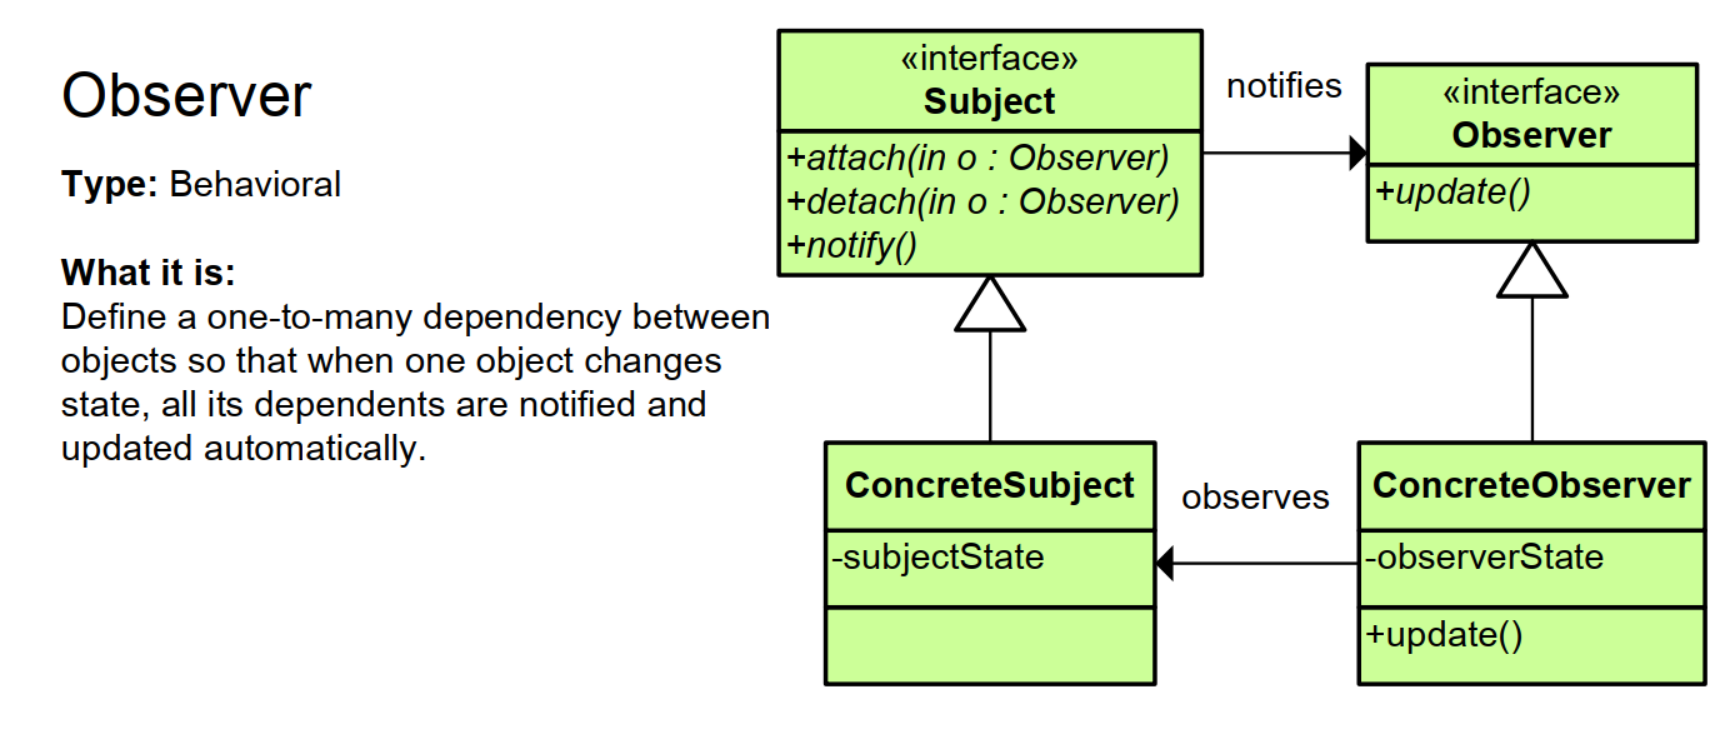 Observer
Type: Behavioral
What it is:
Define a one-to-many dependency between
objects so that when one object changes
state, all its dependents are notified and
updated automatically.
«interface»
Subject
+attach(in o : Observer)
+detach(in o : Observer)
+notify()
notifies
«interface»
Observer
+update()
ConcreteSubject
-subjectState
observes
ConcreteObserver
-observerState
+update()